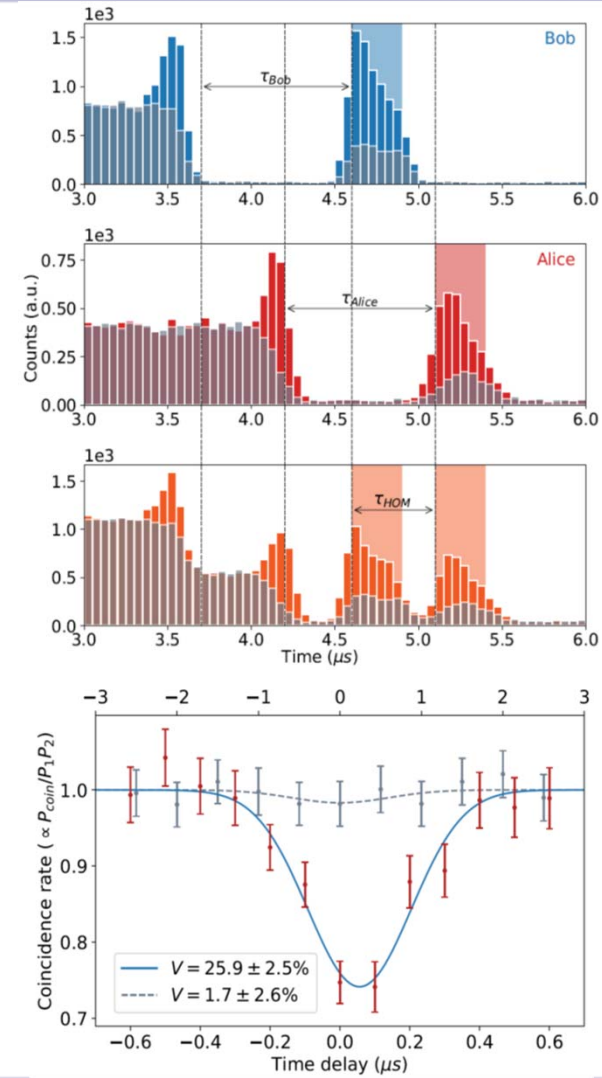 1e3
Bob
1.5
1.0
0.5
0.0
τBob
3.0 3.5 4.0 4.5 5.0 5.5 6.0
1e3
Alice
0.75
0.50
0.25
0.00
τAlice
Counts (a.u.)
3.0 3.5 4.0 4.5 5.0 5.5 6.0
1e3
1.5
1.0
0.5
0.0
τHOM
3.0 3.5 4.0 4.5 5.0 5.5 6.0
Time (μs)
−3 −2 −1 0 1 2 3
1.0
0.9
0.8
0.7
Coincidence rate ( ∝ Pcoin/P1P2)
V = 25.9 ± 2.5%
V = 1.7 ± 2.6%
−0.6 −0.4 −0.2 0.0 0.2 0.4 0.6
Time delay (μs)